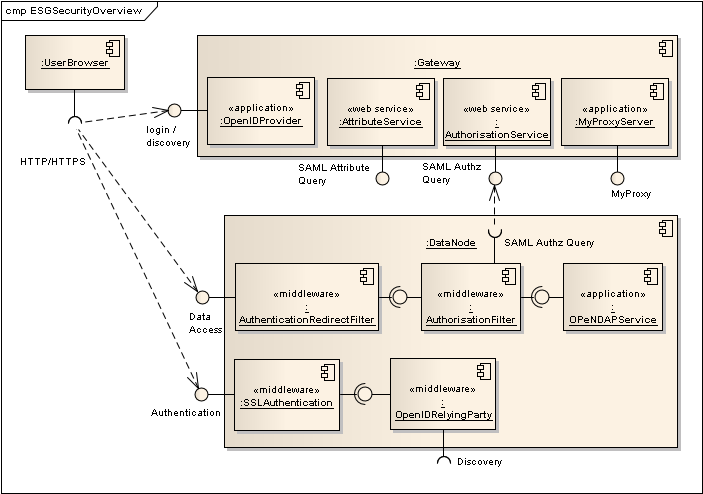 cmp ESGSecurityOverview
:UserBrowser
HTTP/HTTPS
:Gateway
«application»
:OpenIDProvider
«web service»
:AttributeService
«web service»
:
AuthorisationService
«application»
:MyProxyServer
login /
discovery
SAML Attribute
Query
SAML Authz
Query
MyProxy
:DataNode
SAML Authz Query
«middleware»
:
AuthenticationRedirectFilter
«middleware»
:
AuthorisationFilter
«application»
:
OPeNDAPService
Data
Access
«middleware»
:SSLAuthentication
«middleware»
:
OpenIDRelyingParty
Authentication
Discovery